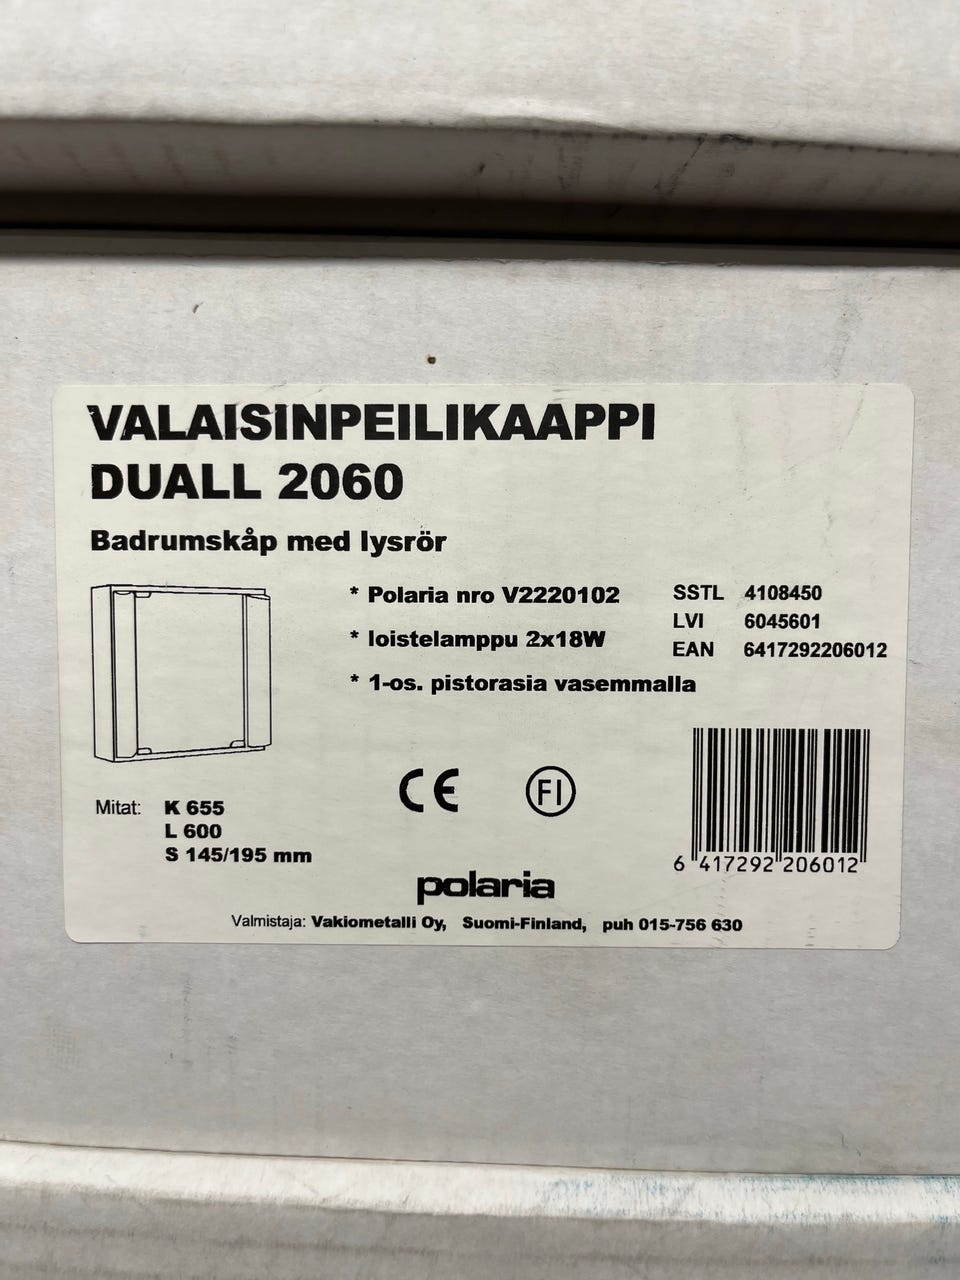 VALAISINPEILIKAAPPI
DUALL 2060
Badrumskåp med lysrör
* Polaria nro V2220102
* loistelamppu 2x18W
* 1-os. pistorasia vasemmalla
SSTL 4108450
LVI 6045601
EAN 6417292206012
Mitat: K 655
L 600
S 145/195 mm
CE
FI
6 417292 206012
polaria
Valmistaja: Vakiometalli Oy, Suomi-Finland, puh 015-756 630